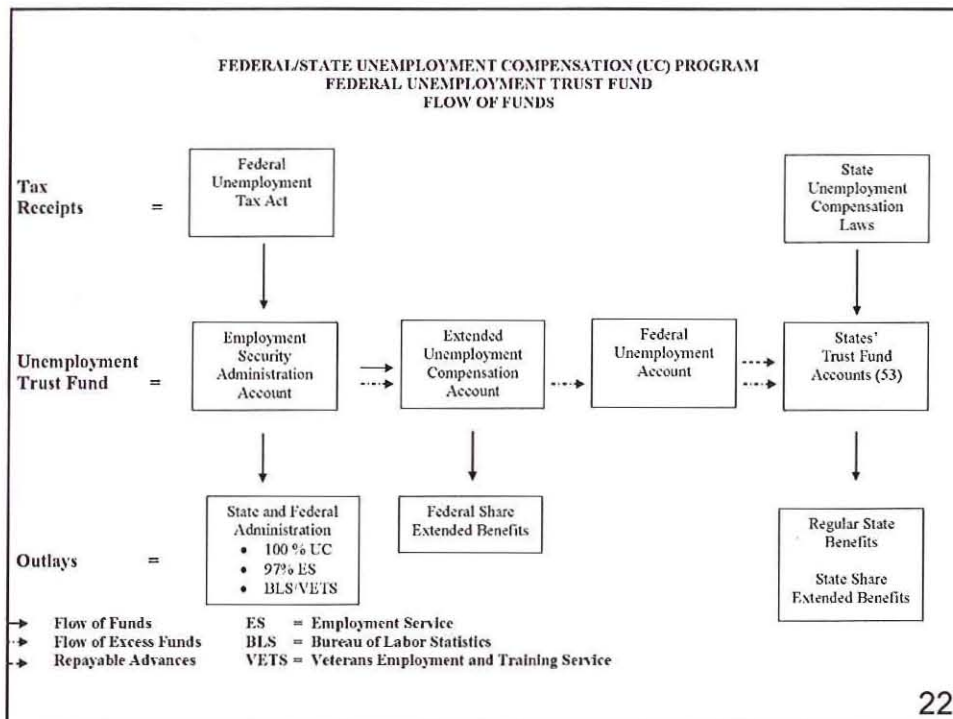 FEDERAL/STATE UNEMPLOYMENT COMPENSATION (UC) PROGRAM
FEDERAL UNEMPLOYMENT TRUST FUND
FLOW OF FUNDS
Tax
Receipts =
Federal
Unemployment
Tax Act
State
Unemployment
Compensation
Laws
Unemployment
Trust Fund =
Employment
Security
Administration
Account
Extended
Unemployment
Compensation
Account
Federal
Unemployment
Account
States'
Trust Fund
Accounts (53)
Outlays =
State and Federal
Administration
• 100 % UC
• 97% ES
• BLS/VETS
Federal Share
Extended Benefits
Regular State
Benefits
State Share
Extended Benefits
Flow of Funds
Flow of Excess Funds
Repayable Advances
ES = Employment Service
BLS = Bureau of Labor Statistics
VETS = Veterans Employment and Training Service
22